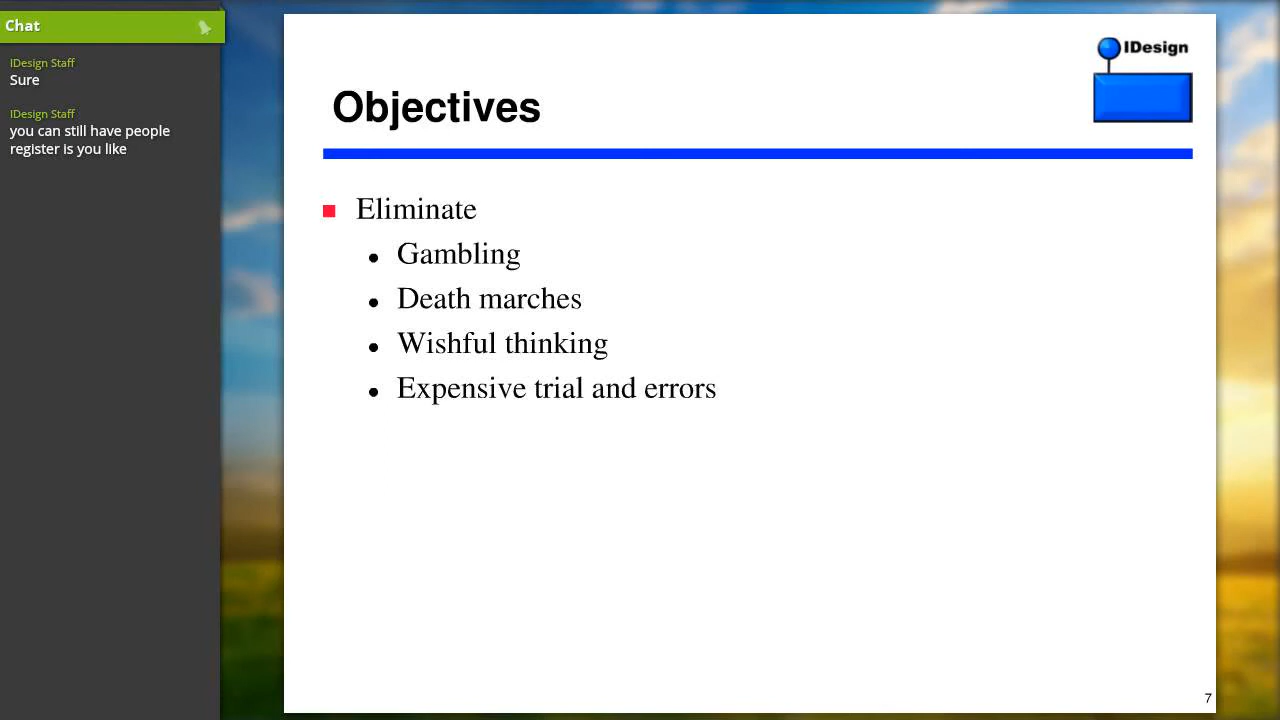 Chat
IDesign Staff
Sure
IDesign Staff
you can still have people
register is you like
IDesign
Objectives
Eliminate
Gambling
Death marches
Wishful thinking
Expensive trial and errors
7